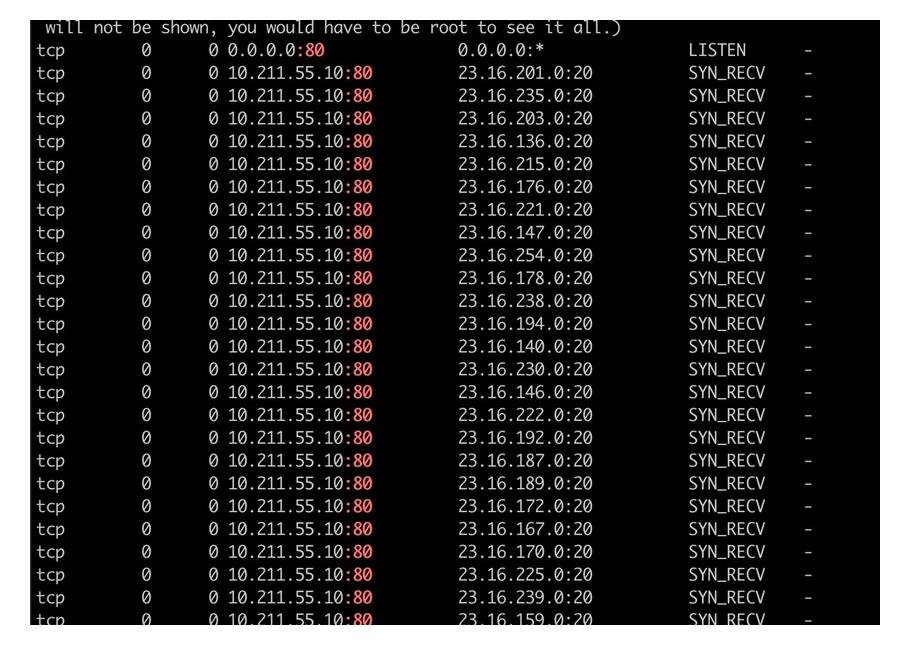 will not be shown, you would have to be root to see it all.)
tcp 0 0 0.0.0.0:80 0.0.0.0:* LISTEN -
tcp 0 0 10.211.55.10:80 23.16.201.0:20 SYN_RECV -
tcp 0 0 10.211.55.10:80 23.16.235.0:20 SYN_RECV -
tcp 0 0 10.211.55.10:80 23.16.203.0:20 SYN_RECV -
tcp 0 0 10.211.55.10:80 23.16.136.0:20 SYN_RECV -
tcp 0 0 10.211.55.10:80 23.16.215.0:20 SYN_RECV -
tcp 0 0 10.211.55.10:80 23.16.176.0:20 SYN_RECV -
tcp 0 0 10.211.55.10:80 23.16.221.0:20 SYN_RECV -
tcp 0 0 10.211.55.10:80 23.16.147.0:20 SYN_RECV -
tcp 0 0 10.211.55.10:80 23.16.254.0:20 SYN_RECV -
tcp 0 0 10.211.55.10:80 23.16.178.0:20 SYN_RECV -
tcp 0 0 10.211.55.10:80 23.16.238.0:20 SYN_RECV -
tcp 0 0 10.211.55.10:80 23.16.194.0:20 SYN_RECV -
tcp 0 0 10.211.55.10:80 23.16.140.0:20 SYN_RECV -
tcp 0 0 10.211.55.10:80 23.16.230.0:20 SYN_RECV -
tcp 0 0 10.211.55.10:80 23.16.146.0:20 SYN_RECV -
tcp 0 0 10.211.55.10:80 23.16.222.0:20 SYN_RECV -
tcp 0 0 10.211.55.10:80 23.16.192.0:20 SYN_RECV -
tcp 0 0 10.211.55.10:80 23.16.187.0:20 SYN_RECV -
tcp 0 0 10.211.55.10:80 23.16.189.0:20 SYN_RECV -
tcp 0 0 10.211.55.10:80 23.16.172.0:20 SYN_RECV -
tcp 0 0 10.211.55.10:80 23.16.167.0:20 SYN_RECV -
tcp 0 0 10.211.55.10:80 23.16.170.0:20 SYN_RECV -
tcp 0 0 10.211.55.10:80 23.16.225.0:20 SYN_RECV -
tcp 0 0 10.211.55.10:80 23.16.239.0:20 SYN_RECV -
tcp 0 0 10.211.55.10:80 23.16.159.0:20 SYN_RECV -